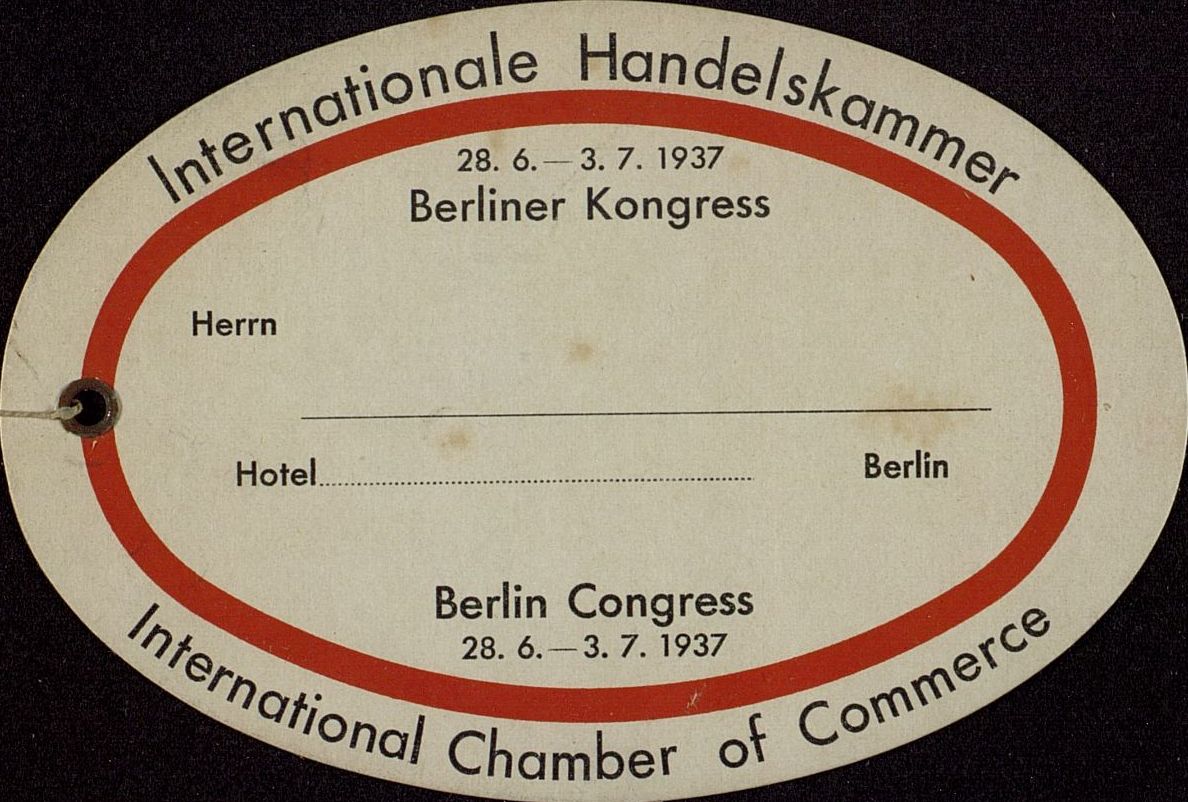 Internationale Handelskammer
28. 6. — 3. 7. 1937
Berliner Kongress
Herrn
Hotel Berlin
Berlin Congress
28. 6. — 3. 7. 1937
International Chamber of Commerce